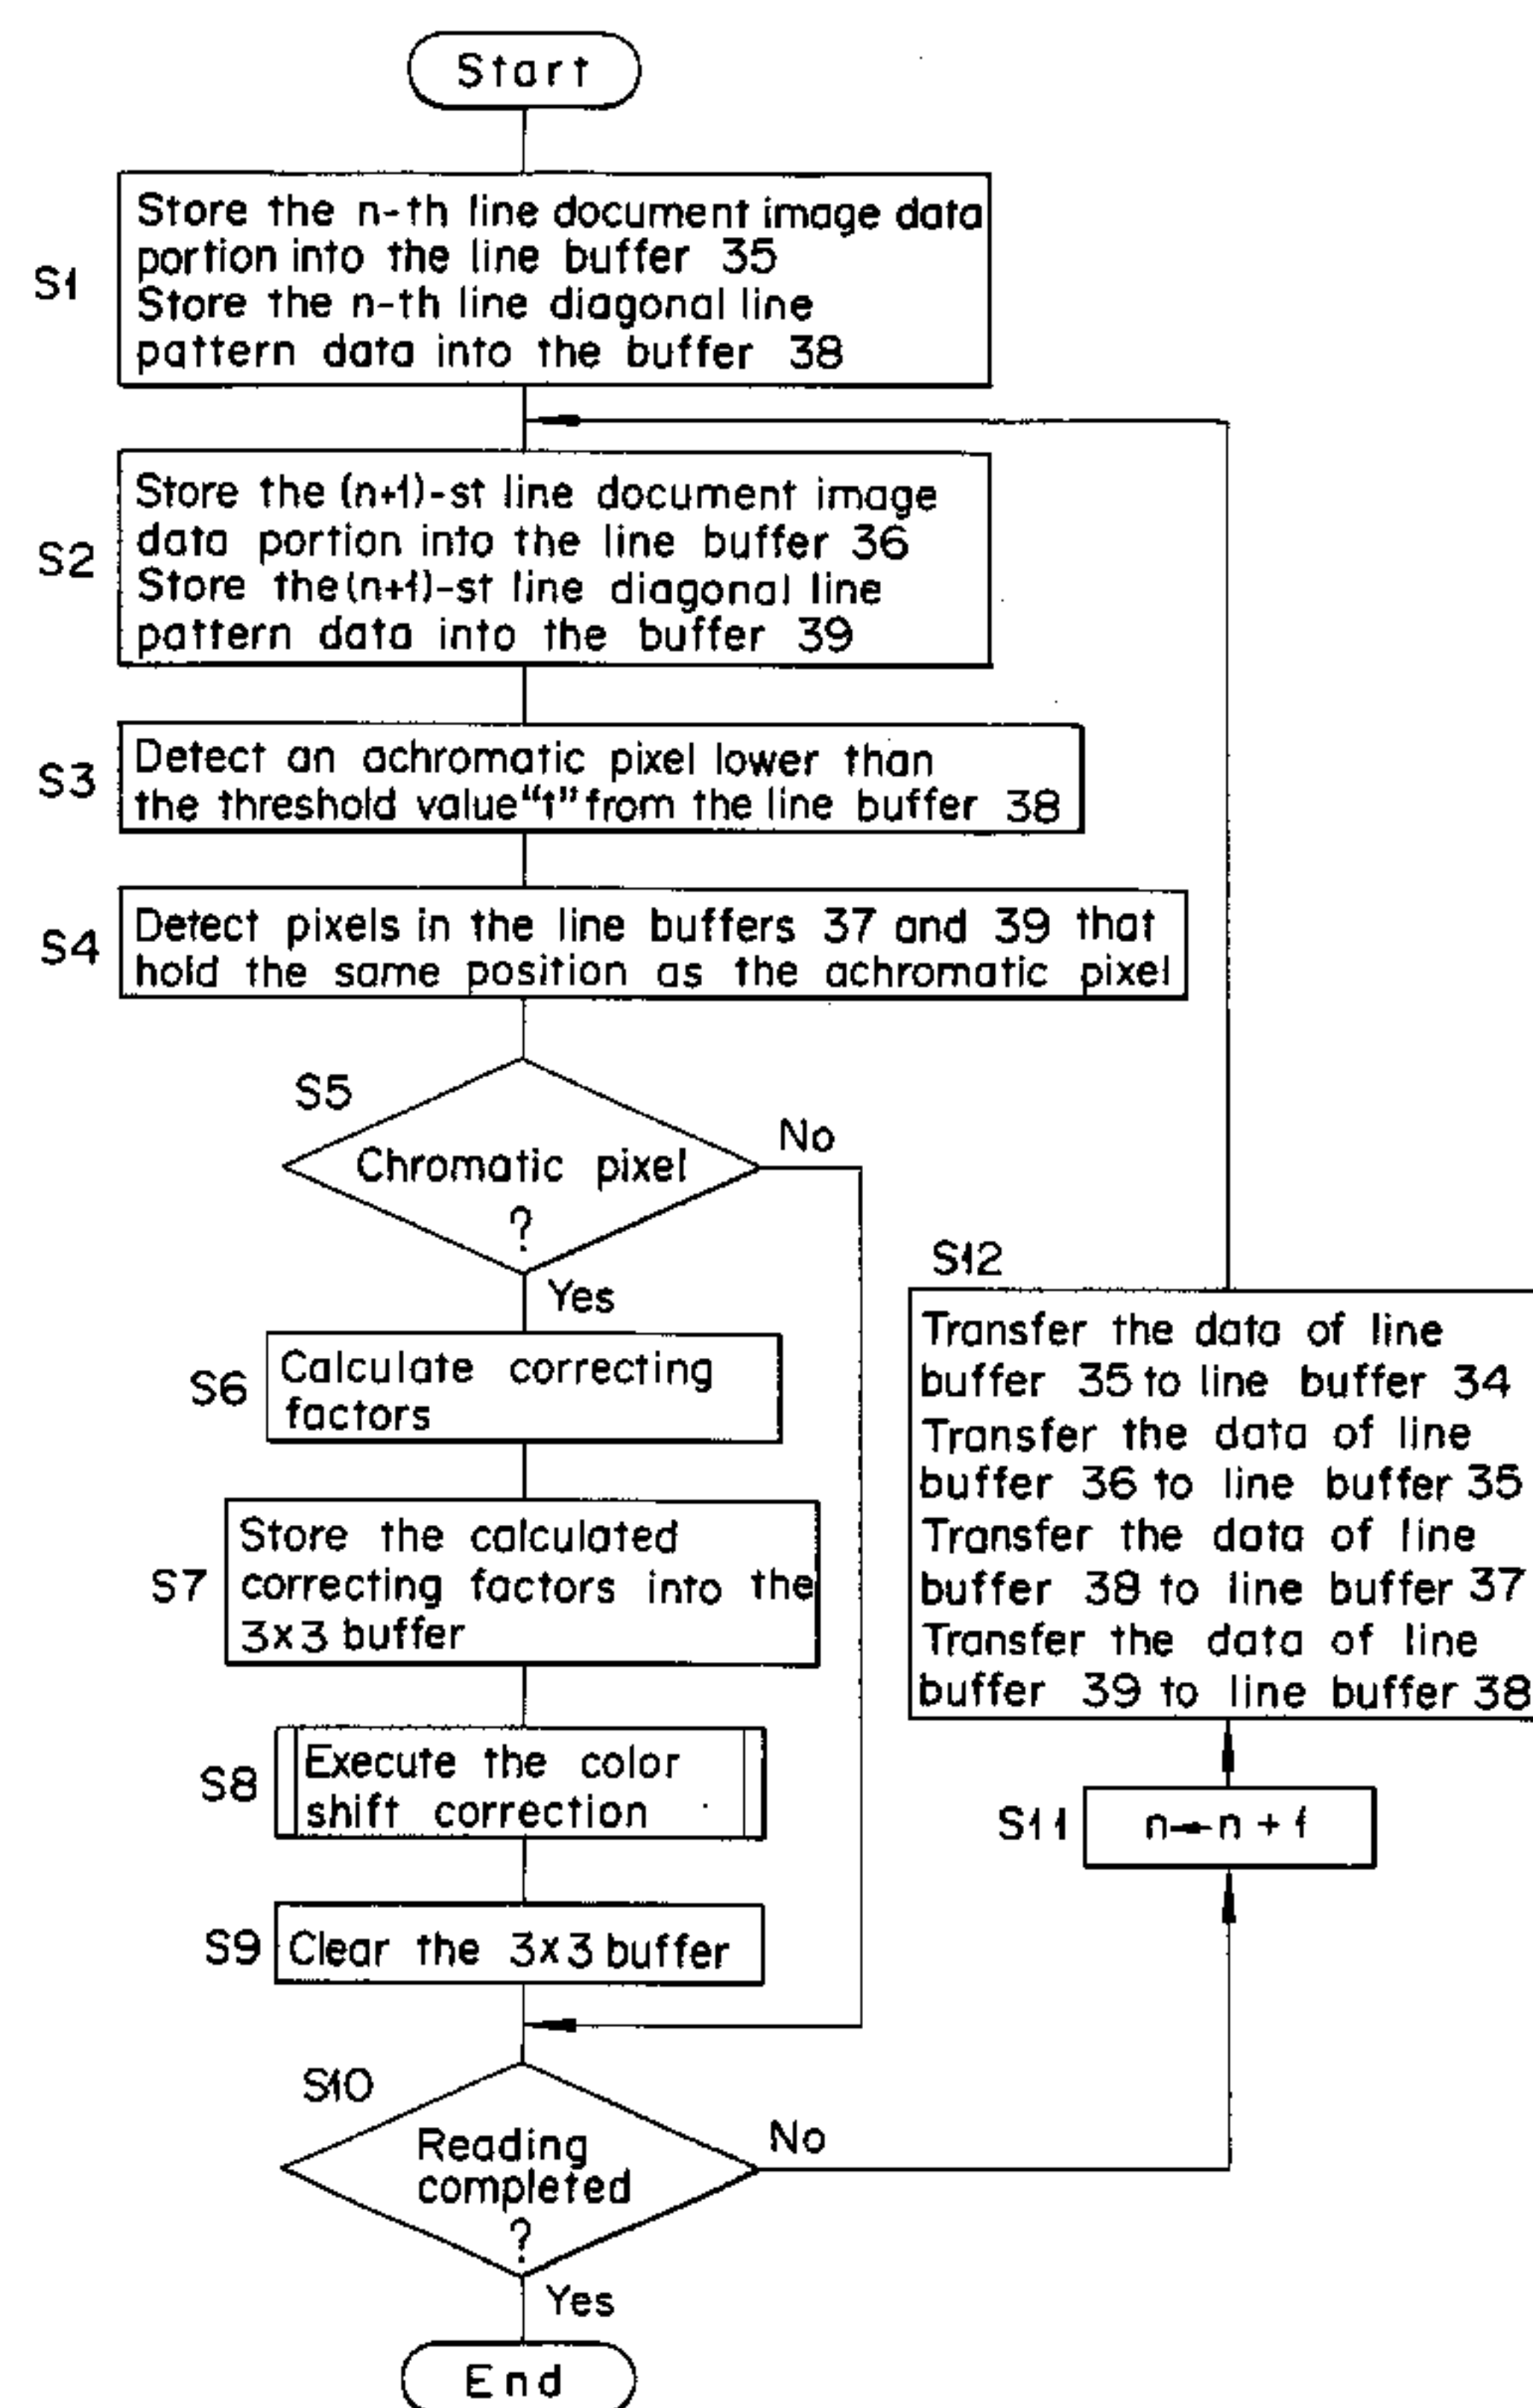 Start
S1
Store the n-th line document image data
portion into the line buffer 35
Store the n-th line diagonal line
pattern data into the buffer 38
S2
Store the (n+1)-st line document image
data portion into the line buffer 36
Store the (n+1)-st line diagonal line
pattern data into the buffer 39
S3
Detect an achromatic pixel lower than
the threshold value "t" from the line buffer 38
S4
Detect pixels in the line buffers 37 and 39 that
hold the same position as the achromatic pixel
S5
Chromatic pixel
?
No
Yes
S6
Calculate correcting
factors
S7
Store the calculated
correcting factors into the
3x3 buffer
S8
Execute the color
shift correction
S9
Clear the 3x3 buffer
S10
Reading
completed
?
No
Yes
End
S11
n←n + 1
S12
Transfer the data of line
buffer 35 to line buffer 34
Transfer the data of line
buffer 36 to line buffer 35
Transfer the data of line
buffer 38 to line buffer 37
Transfer the data of line
buffer 39 to line buffer 38